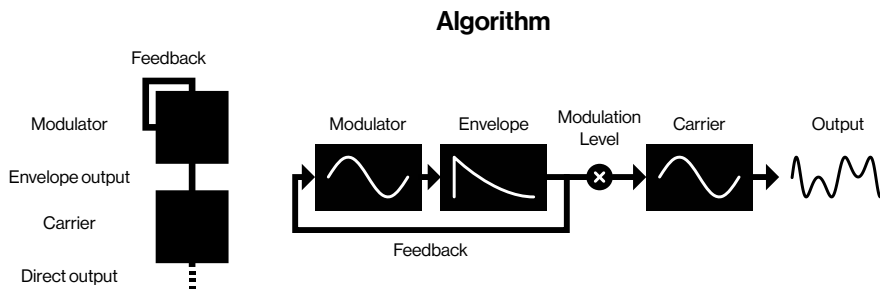 Algorithm
Feedback
Modulator
Envelope output
Carrier
Direct output
Modulator
Envelope
Modulation
Level
Carrier
Output
Feedback